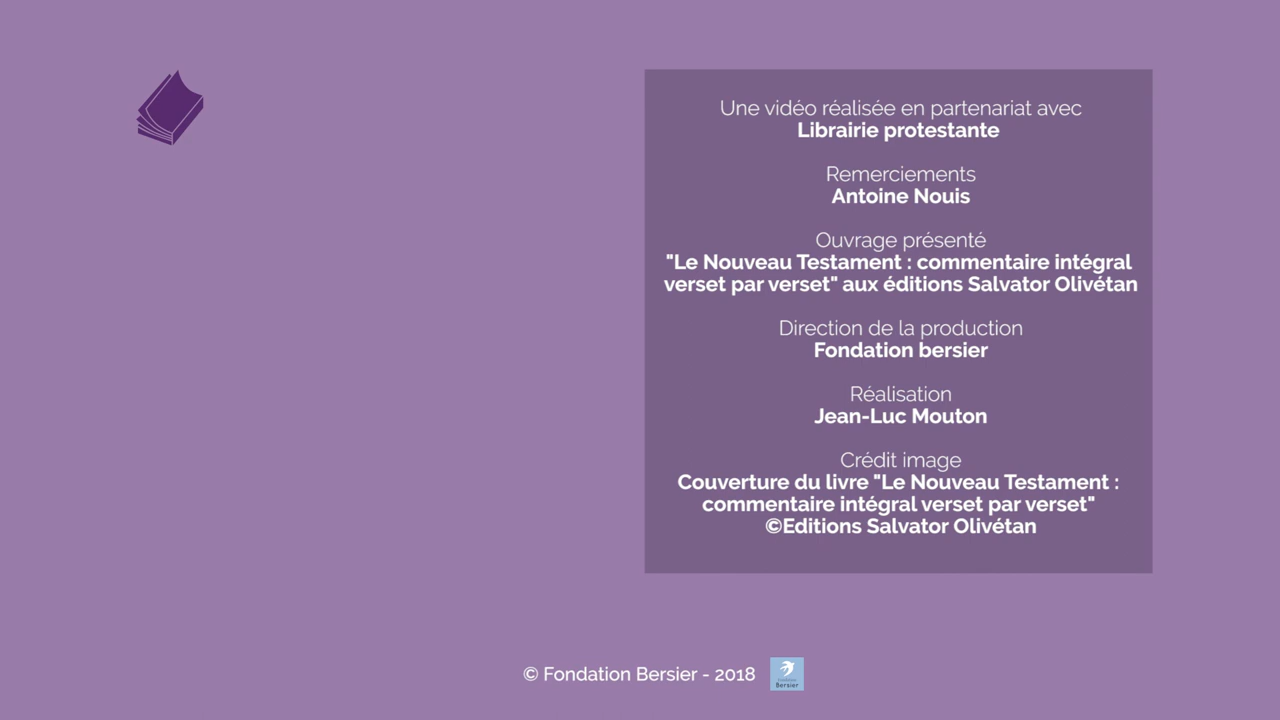 Une vidéo réalisée en partenariat avec
Librairie protestante
Remerciements
Antoine Nouis
Ouvrage présenté
"Le Nouveau Testament : commentaire intégral
verset par verset" aux éditions Salvator Olivétan
Direction de la production
Fondation bersier
Réalisation
Jean-Luc Mouton
Crédit image
Couverture du livre "Le Nouveau Testament :
commentaire intégral verset par verset"
©Editions Salvator Olivétan
© Fondation Bersier - 2018
Fondation
Bersier